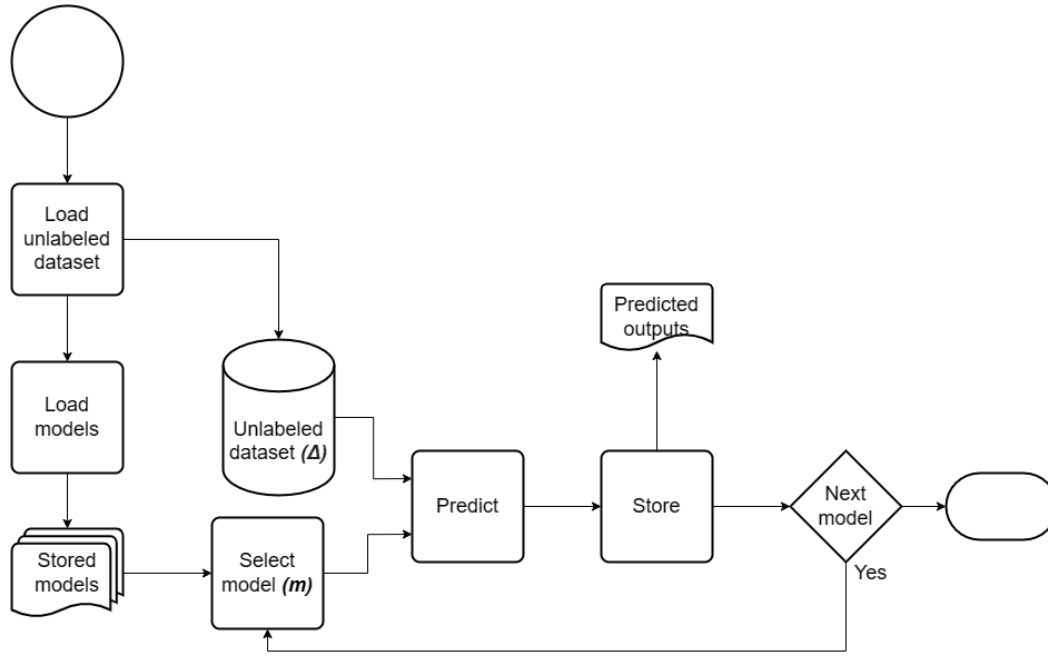 Load
unlabeled
dataset
Load
models
Stored
models
Unlabeled
dataset (Δ)
Select
model (m)
Predict
Predicted
outputs
Store
Next
model
Yes